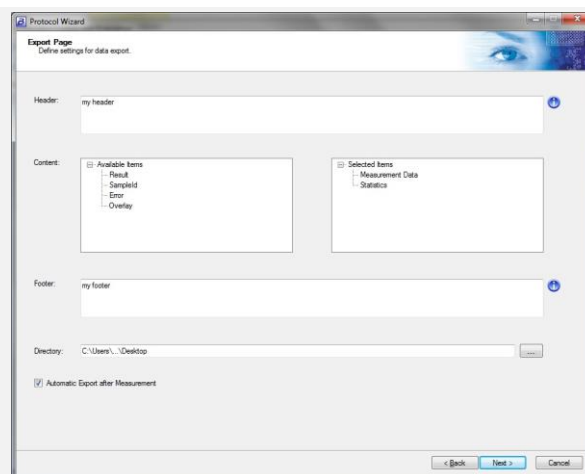 Protocol Wizard
Export Page
Define settings for data export.
Header:
my header
Content:
Available Items
Result
SampleId
Error
Overlay
Selected Items
Measurement Data
Statistics
Footer:
my footer
Directory:
C:\Users\...\Desktop
...
Automatic Export after Measurement
< Back
Next >
Cancel